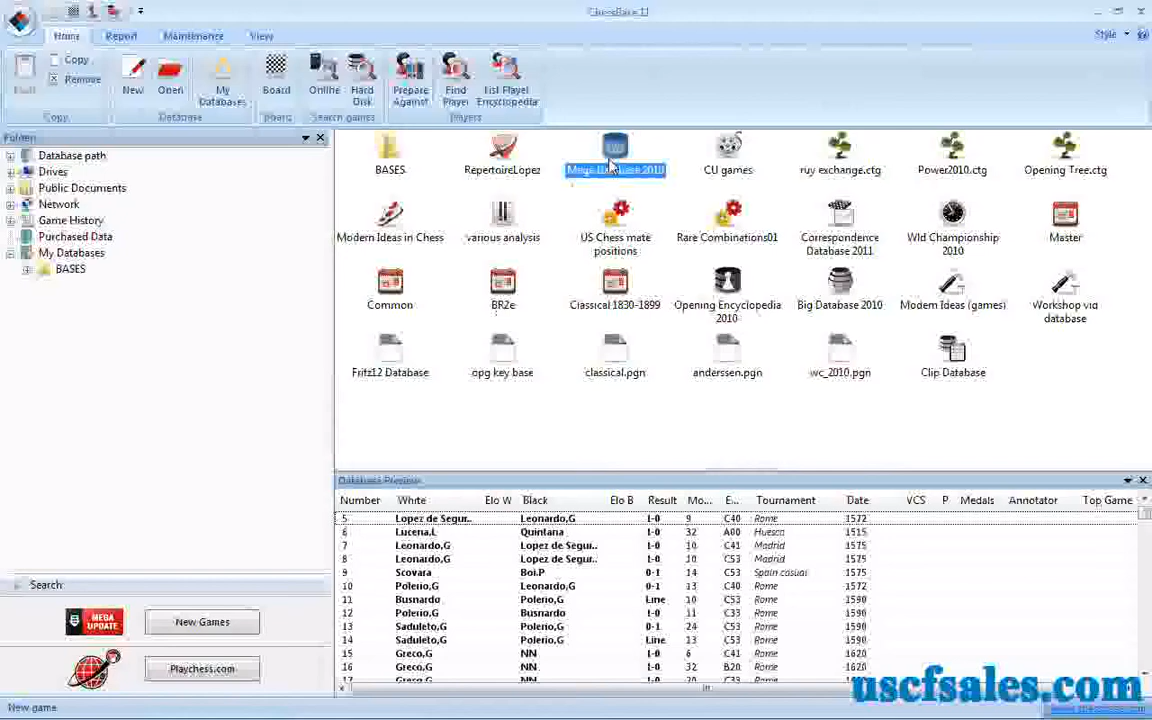 ChessBase 11
Home Report Maintenance View Style
Copy
Remove
New Open My Databases Board Online Hard Disk Prepare Against Find Player List Player Encyclopedia
Copy Database Board Search games Players
Folders
Database path
Drives
Public Documents
Network
Game History
Purchased Data
My Databases
BASES
BASES RepertoireLopez Mega Database 2010 CU games ruy exchange.ctg Power2010.ctg Opening Tree.ctg
Modern Ideas in Chess various analysis US Chess mate positions Rare Combinations01 Correspondence Database 2011 Wld Championship 2010 Master
Common BR2e Classical 1830-1899 Opening Encyclopedia 2010 Big Database 2010 Modern Ideas (games) Workshop via database
Fritz12 Database opg key base classical.pgn anderssen.pgn wc_2010.pgn Clip Database
Database Preview
Number White Elo W Black Elo B Result Mo... E... Tournament Date VCS P Medals Annotator Top Game
5 Lopez de Segur.. Leonardo,G 1-0 9 C40 Rome 1572
6 Lucena,L Quintana 1-0 32 A00 Huesca 1515
7 Leonardo,G Lopez de Segur.. 1-0 10 C41 Madrid 1575
8 Leonardo,G Lopez de Segur.. 1-0 10 C53 Madrid 1575
9 Scovara Boi,P 0-1 14 C53 Spain casual 1575
10 Polerio,G Leonardo,G 0-1 13 C40 Rome 1572
11 Busnardo Polerio,G Line 10 C33 Rome 1590
12 Polerio,G Busnardo 1-0 11 C33 Rome 1590
13 Saduleto,G Polerio,G 0-1 24 C53 Rome 1590
14 Saduleto,G Polerio,G Line 13 C53 Rome 1590
15 Greco,G NN 1-0 6 C41 Rome 1620
16 Greco,G NN 1-0 32 B20 Rome 1620
17 Greco,G NN 1-0 C53 Rome 1620
Search:
MEGA UPDATE New Games
Playchess.com
New game
uscfsales.com